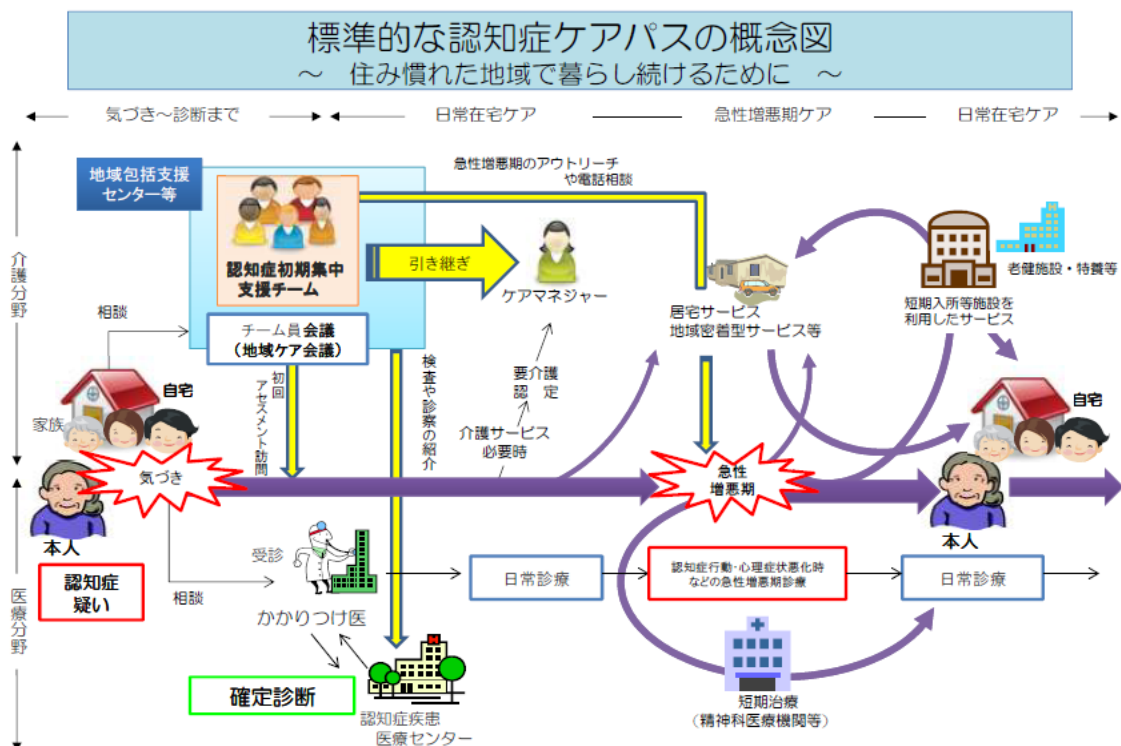 標準的な認知症ケアパスの概念図
～　住み慣れた地域で暮らし続けるために　～
気づき～診断まで
日常在宅ケア
急性増悪期ケア
日常在宅ケア
介護分野
医療分野
地域包括支援
センター等
認知症初期集中
支援チーム
チーム員会議
（地域ケア会議）
急性増悪期のアウトリーチ
や電話相談
引き継ぎ
ケアマネジャー
居宅サービス
地域密着型サービス等
老健施設・特養等
短期入所等施設を
利用したサービス
相談
自宅
家族
気づき
本人
認知症
疑い
初回
アセスメント訪問
検査や診察の紹介
要介護
認定
介護サービス
必要時
急性
増悪期
自宅
本人
相談
受診
かかりつけ医
日常診療
認知症行動・心理症状悪化時
などの急性増悪期診療
日常診療
確定診断
H
認知症疾患
医療センター
短期治療
（精神科医療機関等）